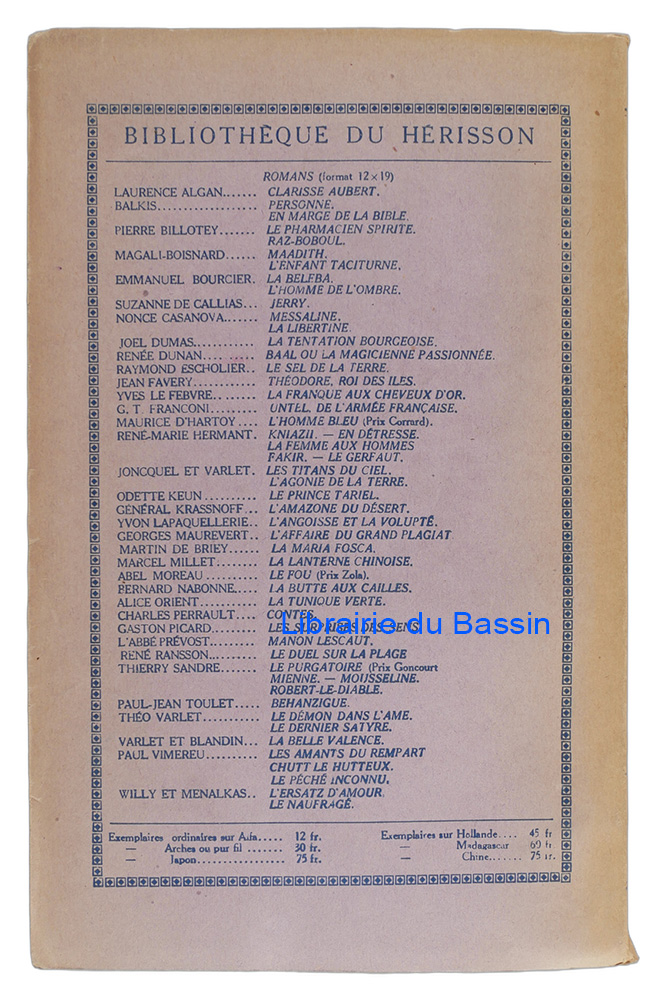 BIBLIOTHÈQUE DU HÉRISSON
ROMANS (format 12 × 19)
LAURENCE ALGAN....... CLARISSE AUBERT.
BALKIS................... PERSONNE.
EN MARGE DE LA BIBLE.
PIERRE BILLOTEY....... LE PHARMACIEN SPIRITE.
RAZ-BOBOUL.
MAGALI-BOISNARD...... MAADITH.
L'ENFANT TACITURNE.
EMMANUEL BOURCIER. LA BELEBA.
L'HOMME DE L'OMBRE.
SUZANNE DE CALLIAS... JERRY.
NONCE CASANOVA...... MESSALINE.
LA LIBERTINE.
JOEL DUMAS............ LA TENTATION BOURGEOISE.
RENÉE DUNAN.... ..... BAAL OU LA MAGICIENNE PASSIONNÉE.
RAYMOND ESCHOLIER.. LE SEL DE LA TERRE.
JEAN FAVERY............ THÉODORE, ROI DES ILES.
YVES LE FEBVRE........ LA FRANQUE AUX CHEVEUX D'OR.
G. T. FRANCONI......... UNTEL, DE L'ARMÉE FRANÇAISE.
MAURICE D'HARTOY.... L'HOMME BLEU (Prix Corrard).
RENÉ-MARIE HERMANT. KNIAZII. — EN DÉTRESSE.
LA FEMME AUX HOMMES
FAKIR. — LE GERFAUT.
JONCQUEL ET VARLET. LES TITANS DU CIEL.
L'AGONIE DE LA TERRE.
ODETTE KEUN.......... LE PRINCE TARIEL.
GÉNÉRAL KRASSNOFF... L'AMAZONE DU DÉSERT.
YVON LAPAQUELLERIE.. L'ANGOISSE ET LA VOLUPTÉ.
GEORGES MAUREVERT.. L'AFFAIRE DU GRAND PLAGIAT
MARTIN DE BRIEY...... LA MARIA FOSCA.
MARCEL MILLET........ LA LANTERNE CHINOISE.
ABEL MOREAU.......... LE FOU (Prix Zola).
BERNARD NABONNE..... LA BUTTE AUX CAILLES.
ALICE ORIENT........... LA TUNIQUE VERTE.
CHARLES PERRAULT.... CONTES.
GASTON PICARD......... LES SURPRISES DES SENS.
Librairie du Bassin
L'ABBÉ PRÉVOST......... MANON LESCAUT.
RENÉ RANSSON......... LE DUEL SUR LA PLAGE
THIERRY SANDRE....... LE PURGATOIRE (Prix Goncourt
MIENNE. — MOUSSELINE.
ROBERT-LE-DIABLE.
PAUL-JEAN TOULET..... BEHANZIGUE.
THÉO VARLET........... LE DÉMON DANS L'AME.
LE DERNIER SATYRE.
VARLET ET BLANDIN... LA BELLE VALENCE.
PAUL VIMEREU.......... LES AMANTS DU REMPART
CHUTT LE HUTTEUX.
LE PÉCHÉ INCONNU.
WILLY ET MENALKAS.. L'ERSATZ D'AMOUR.
LE NAUFRAGÉ.
Exemplaires ordinaires sur Alfa..... 12 fr.
— Arches ou pur fil ....... 30 fr.
— Japon................. 75 fr.
Exemplaires sur Hollande.... 45 fr
— Madagascar 60 fr
— Chine....... 75 fr.